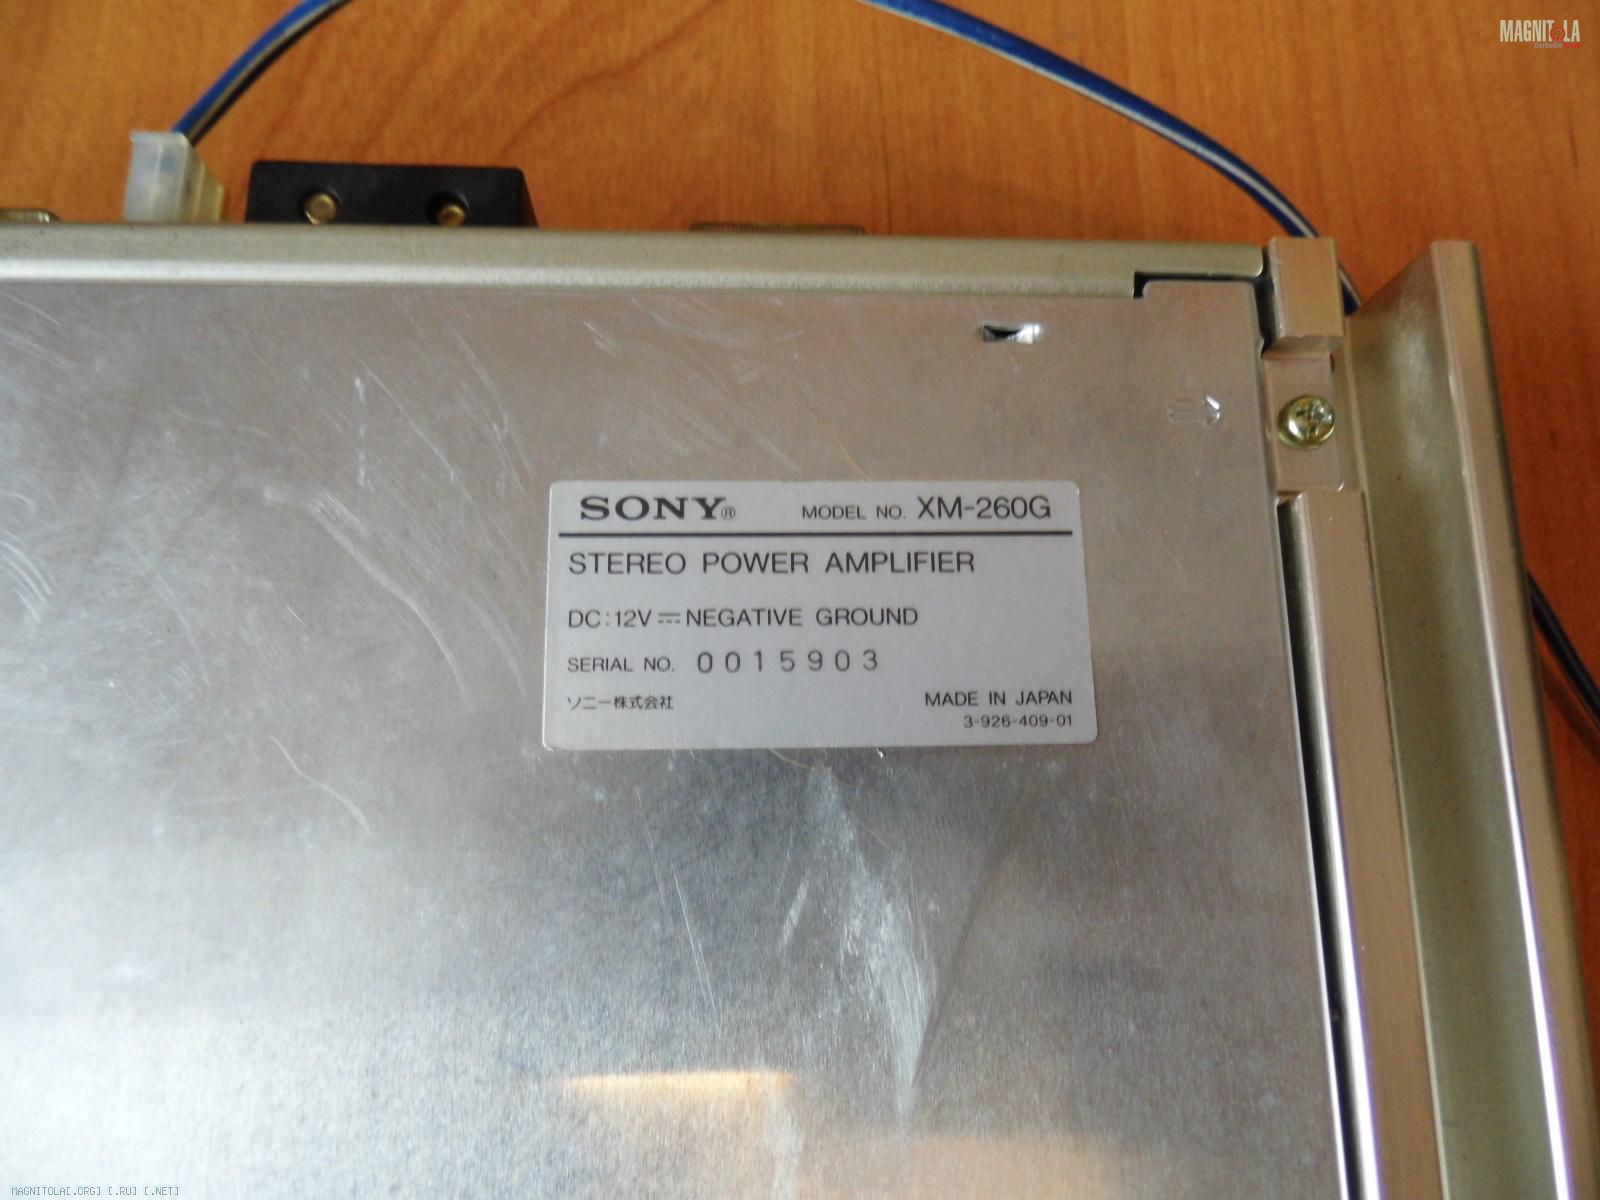 MAGNITOLA
SONY® MODEL NO. XM-260G
STEREO POWER AMPLIFIER
DC:12V⎓NEGATIVE GROUND
SERIAL NO. 0015903
ソニー株式会社 MADE IN JAPAN
3-926-409-01
MAGNITOLA[.ORG] [.RU] [.NET]